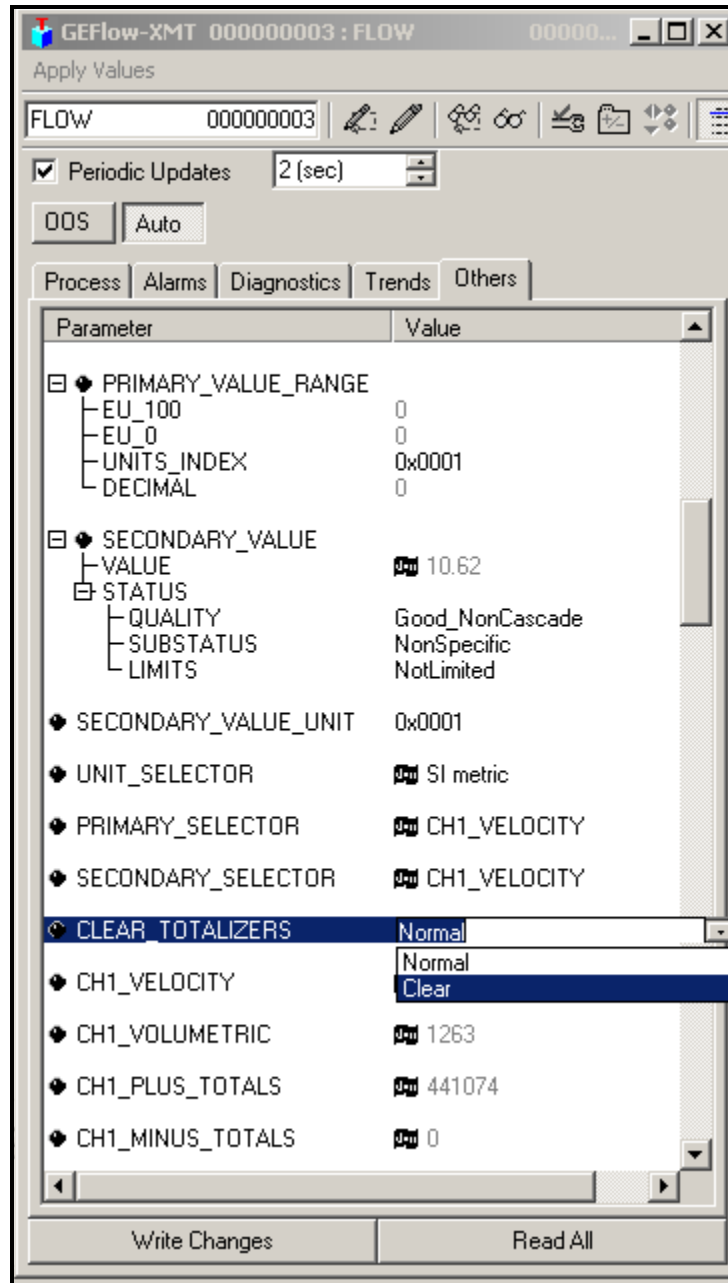 GEFlow-XMT 000000003 : FLOW 00000...
Apply Values
FLOW 000000003
Periodic Updates 2 (sec)
OOS Auto
Process Alarms Diagnostics Trends Others
Parameter Value
PRIMARY_VALUE_RANGE
EU_100 0
EU_0 0
UNITS_INDEX 0x0001
DECIMAL 0
SECONDARY_VALUE
VALUE 10.62
STATUS
QUALITY Good_NonCascade
SUBSTATUS NonSpecific
LIMITS NotLimited
SECONDARY_VALUE_UNIT 0x0001
UNIT_SELECTOR SI metric
PRIMARY_SELECTOR CH1_VELOCITY
SECONDARY_SELECTOR CH1_VELOCITY
CLEAR_TOTALIZERS Normal
Normal
CH1_VELOCITY Clear
CH1_VOLUMETRIC 1263
CH1_PLUS_TOTALS 441074
CH1_MINUS_TOTALS 0
Write Changes Read All